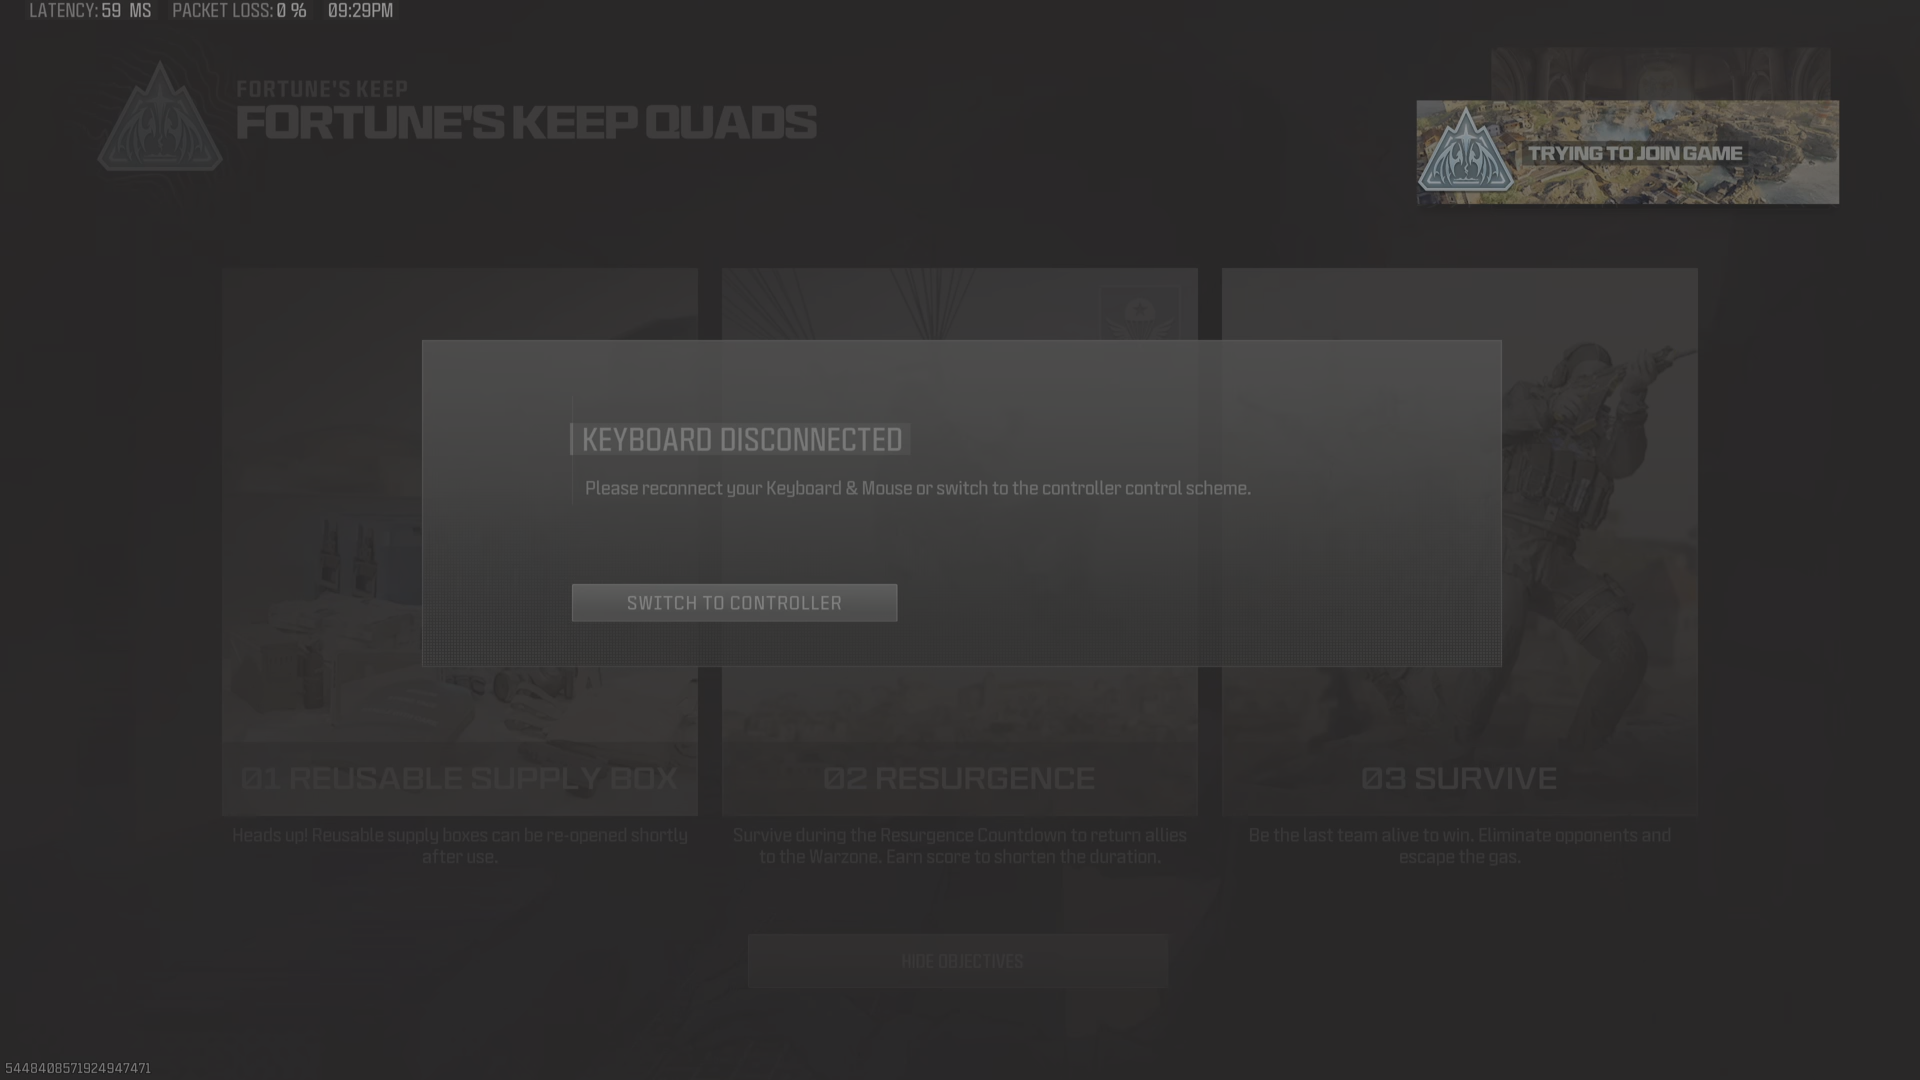 LATENCY: 59 MS PACKET LOSS: 0 % 09:29PM
FORTUNE'S KEEP
FORTUNE'S KEEP QUADS
TRYING TO JOIN GAME
KEYBOARD DISCONNECTED
Please reconnect your Keyboard & Mouse or switch to the controller control scheme.
SWITCH TO CONTROLLER
01 REUSABLE SUPPLY BOX
Heads up! Reusable supply boxes can be re-opened shortly
after use.
02 RESURGENCE
Survive during the Resurgence Countdown to return allies
to the Warzone. Earn score to shorten the duration.
03 SURVIVE
Be the last team alive to win. Eliminate opponents and
escape the gas.
HIDE OBJECTIVES
5448408571924947471